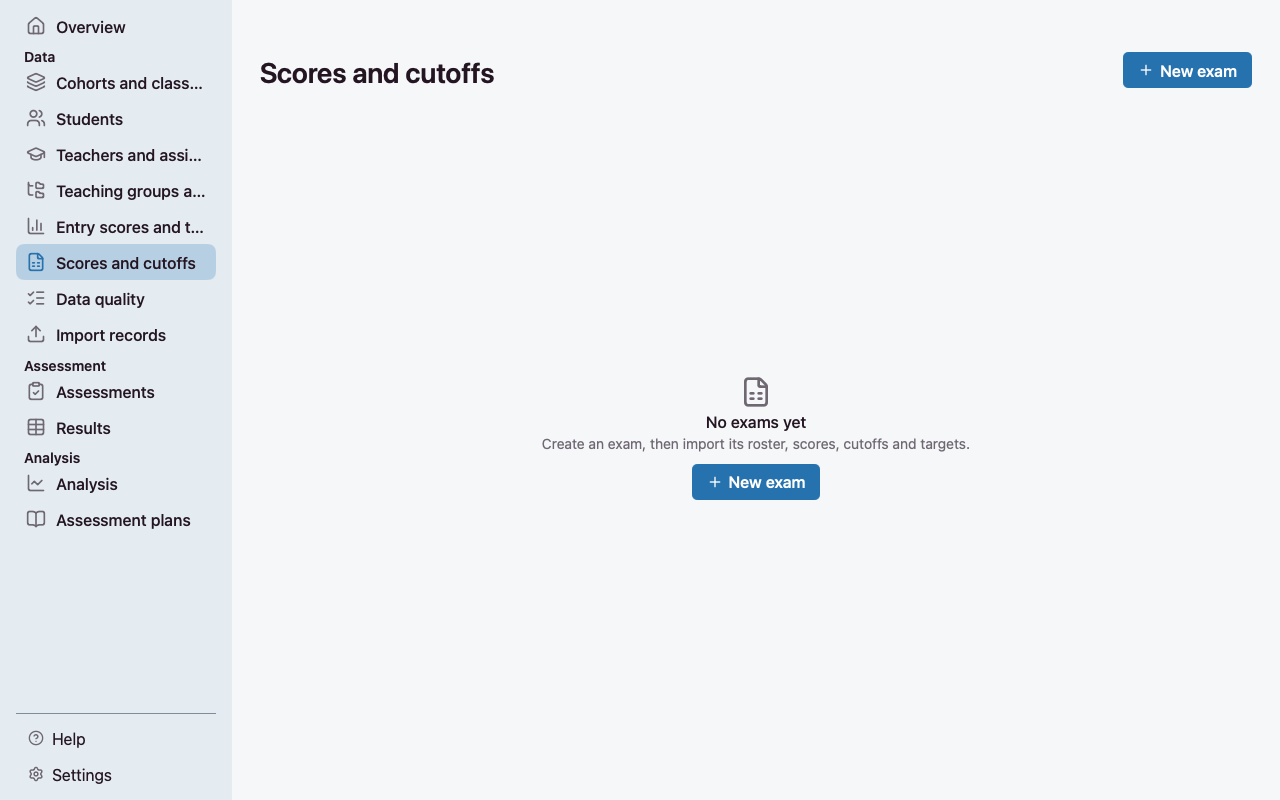 Overview
Data
Cohorts and class...
Students
Teachers and assi...
Teaching groups a...
Entry scores and t...
Scores and cutoffs
Data quality
Import records
Assessment
Assessments
Results
Analysis
Analysis
Assessment plans
Help
Settings
Scores and cutoffs
New exam
No exams yet
Create an exam, then import its roster, scores, cutoffs and targets.
New exam